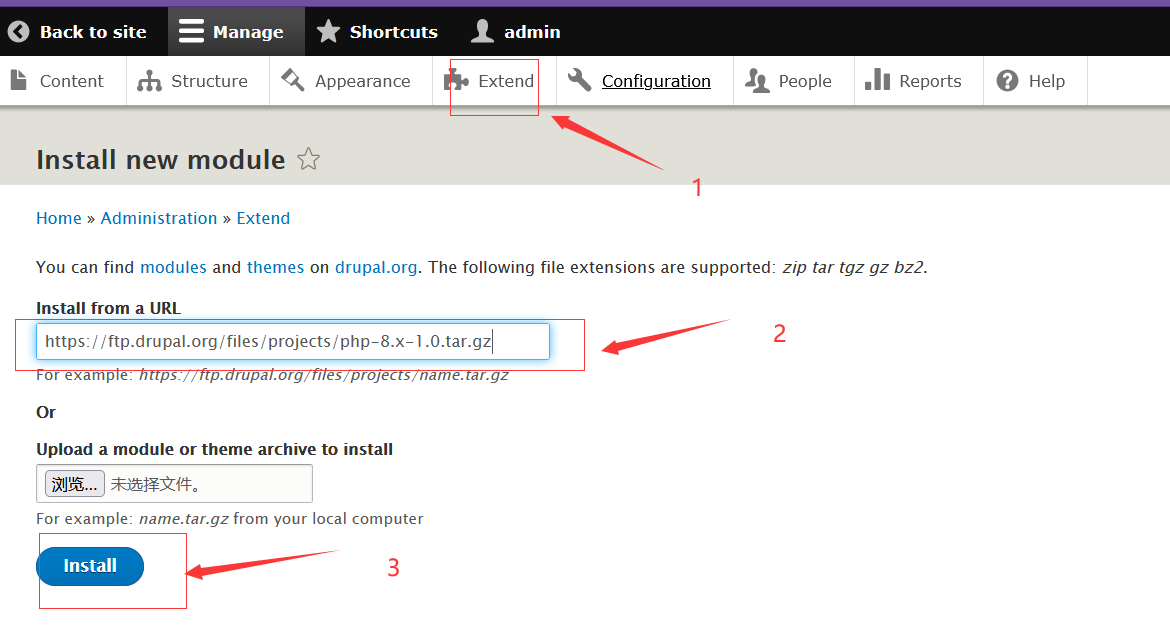 Back to site Manage Shortcuts admin
Content Structure Appearance Extend Configuration People Reports Help
Install new module
1
Home » Administration » Extend
You can find modules and themes on drupal.org. The following file extensions are supported: zip tar tgz gz bz2.
Install from a URL
https://ftp.drupal.org/files/projects/php-8.x-1.0.tar.gz
2
For example: https://ftp.drupal.org/files/projects/name.tar.gz
Or
Upload a module or theme archive to install
浏览... 未选择文件。
For example: name.tar.gz from your local computer
Install
3